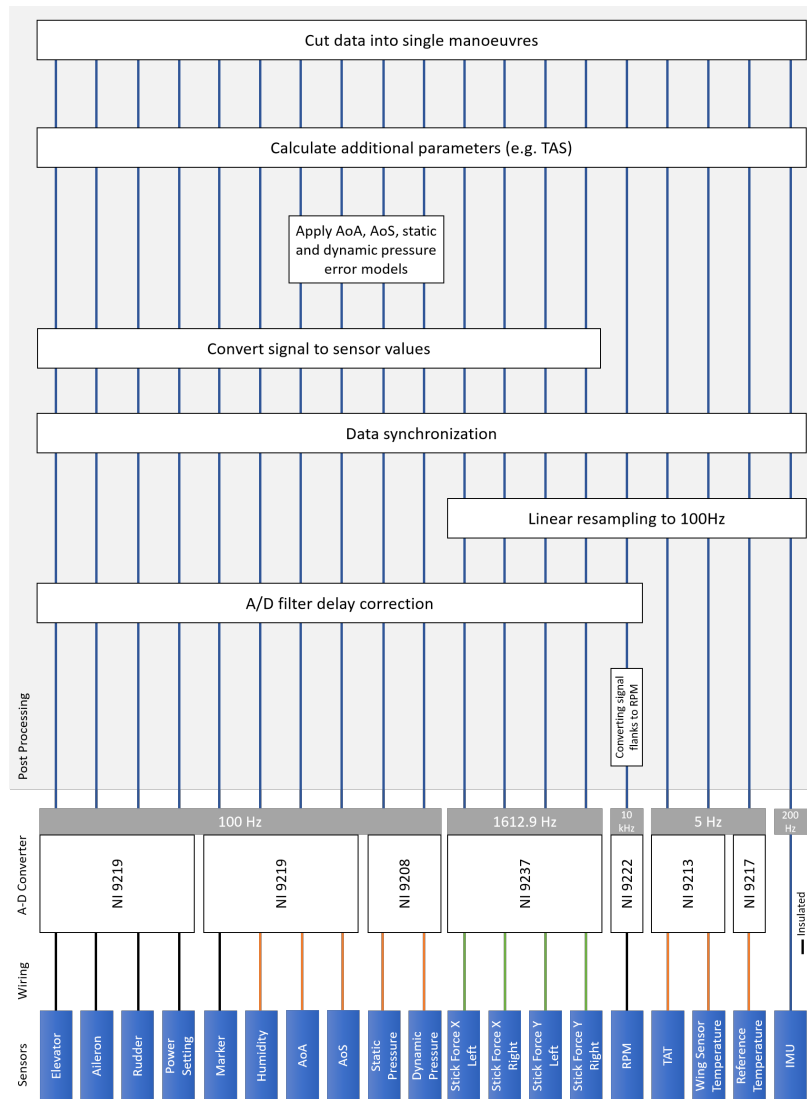 Cut data into single manoeuvres
Calculate additional parameters (e.g. TAS)
Apply AoA, AoS, static
and dynamic pressure
error models
Convert signal to sensor values
Data synchronization
Linear resampling to 100Hz
A/D filter delay correction
Converting signal
flanks to RPM
Post Processing
100 Hz
1612.9 Hz
10
kHz
5 Hz
200
Hz
A-D Converter
NI 9219
NI 9219
NI 9208
NI 9237
NI 9222
NI 9213
NI 9217
Insulated
Wiring
Sensors
Elevator
Aileron
Rudder
Power
Setting
Marker
Humidity
AoA
AoS
Static
Pressure
Dynamic
Pressure
Stick Force X
Left
Stick Force X
Right
Stick Force Y
Left
Stick Force Y
Right
RPM
TAT
Wing Sensor
Temperature
Reference
Temperature
IMU